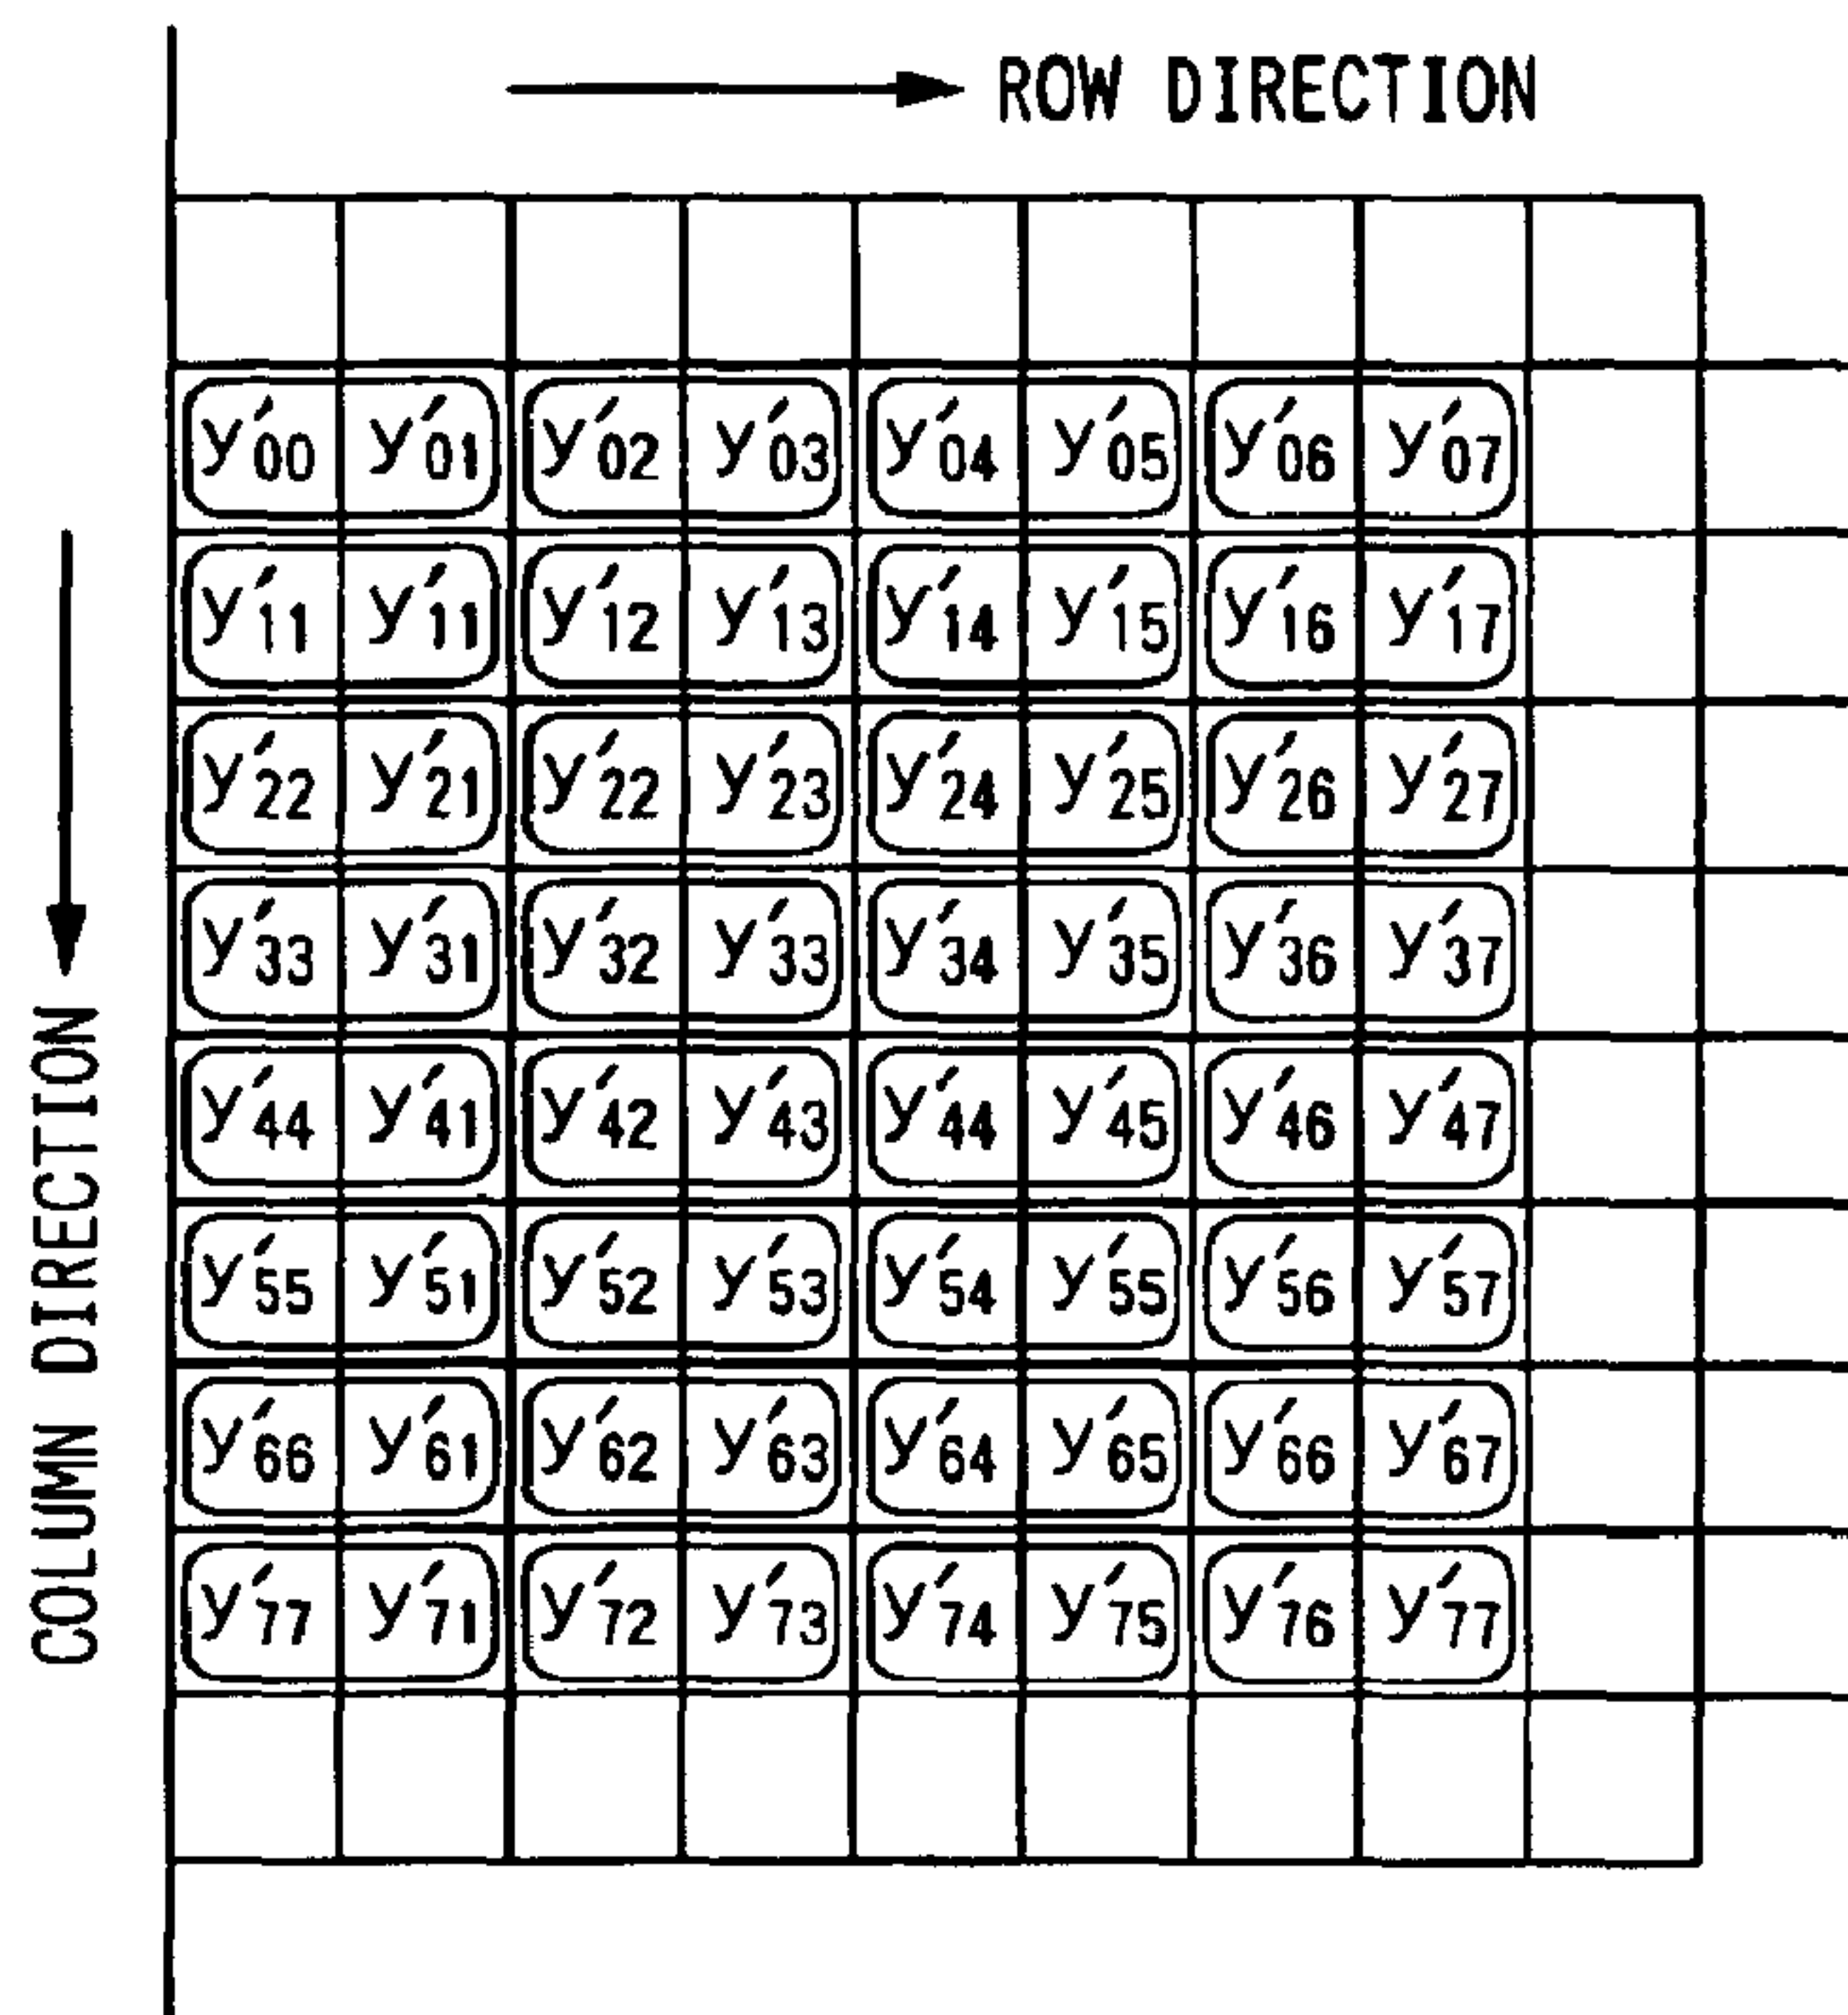 ROW DIRECTION
y'00 y'01 y'02 y'03 y'04 y'05 y'06 y'07
y'11 y'11 y'12 y'13 y'14 y'15 y'16 y'17
y'22 y'21 y'22 y'23 y'24 y'25 y'26 y'27
y'33 y'31 y'32 y'33 y'34 y'35 y'36 y'37
y'44 y'41 y'42 y'43 y'44 y'45 y'46 y'47
y'55 y'51 y'52 y'53 y'54 y'55 y'56 y'57
y'66 y'61 y'62 y'63 y'64 y'65 y'66 y'67
y'77 y'71 y'72 y'73 y'74 y'75 y'76 y'77
COLUMN DIRECTION